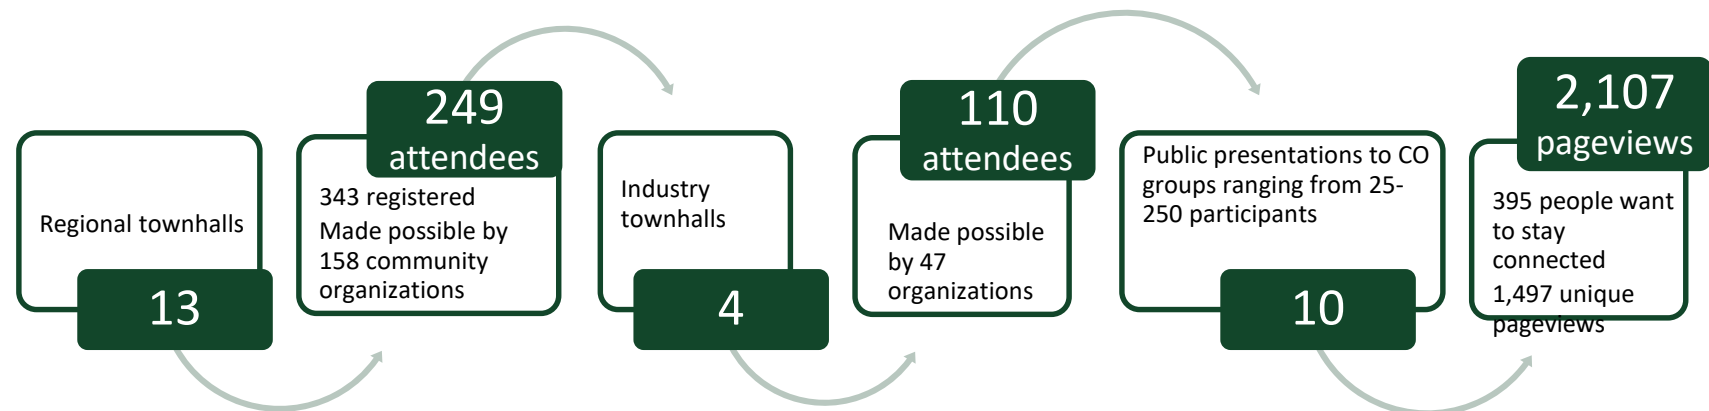 Regional townhalls
13
249
attendees
343 registered
Made possible by
158 community
organizations
Industry
townhalls
4
110
attendees
Made possible
by 47
organizations
Public presentations to CO
groups ranging from 25-
250 participants
10
2,107
pageviews
395 people want
to stay
connected
1,497 unique
pageviews